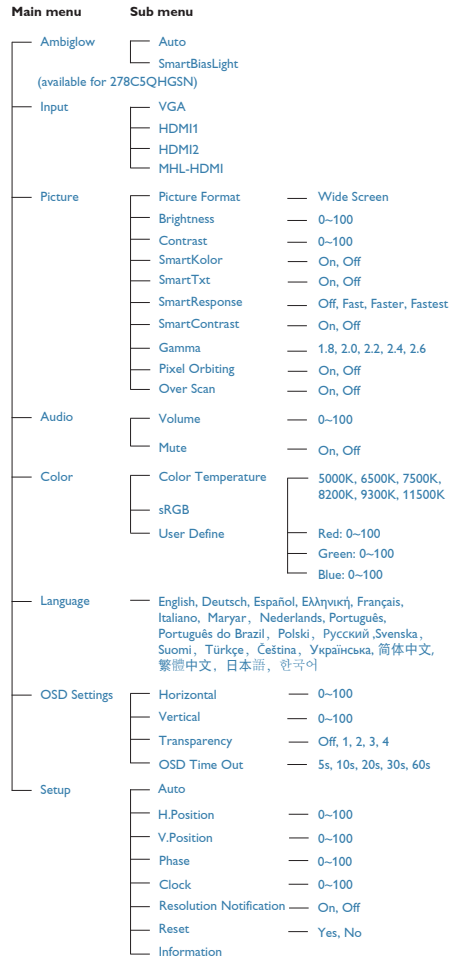 Main menu Sub menu
Ambiglow Auto
SmartBiasLight
(available for 278C5QHGSN)
Input VGA
HDMI1
HDMI2
MHL-HDMI
Picture Picture Format Wide Screen
Brightness 0~100
Contrast 0~100
SmartKolor On, Off
SmartTxt On, Off
SmartResponse Off, Fast, Faster, Fastest
SmartContrast On, Off
Gamma 1.8, 2.0, 2.2, 2.4, 2.6
Pixel Orbiting On, Off
Over Scan On, Off
Audio Volume 0~100
Mute On, Off
Color Color Temperature 5000K, 6500K, 7500K,
8200K, 9300K, 11500K
sRGB
User Define Red: 0~100
Green: 0~100
Blue: 0~100
Language English, Deutsch, Español, Ελληνική, Français,
Italiano, Maryar, Nederlands, Português,
Português do Brazil, Polski, Русский ,Svenska,
Suomi, Türkçe, Čeština, Українська, 简体中文,
繁體中文, 日本語, 한국어
OSD Settings Horizontal 0~100
Vertical 0~100
Transparency Off, 1, 2, 3, 4
OSD Time Out 5s, 10s, 20s, 30s, 60s
Setup Auto
H.Position 0~100
V.Position 0~100
Phase 0~100
Clock 0~100
Resolution Notification On, Off
Reset Yes, No
Information